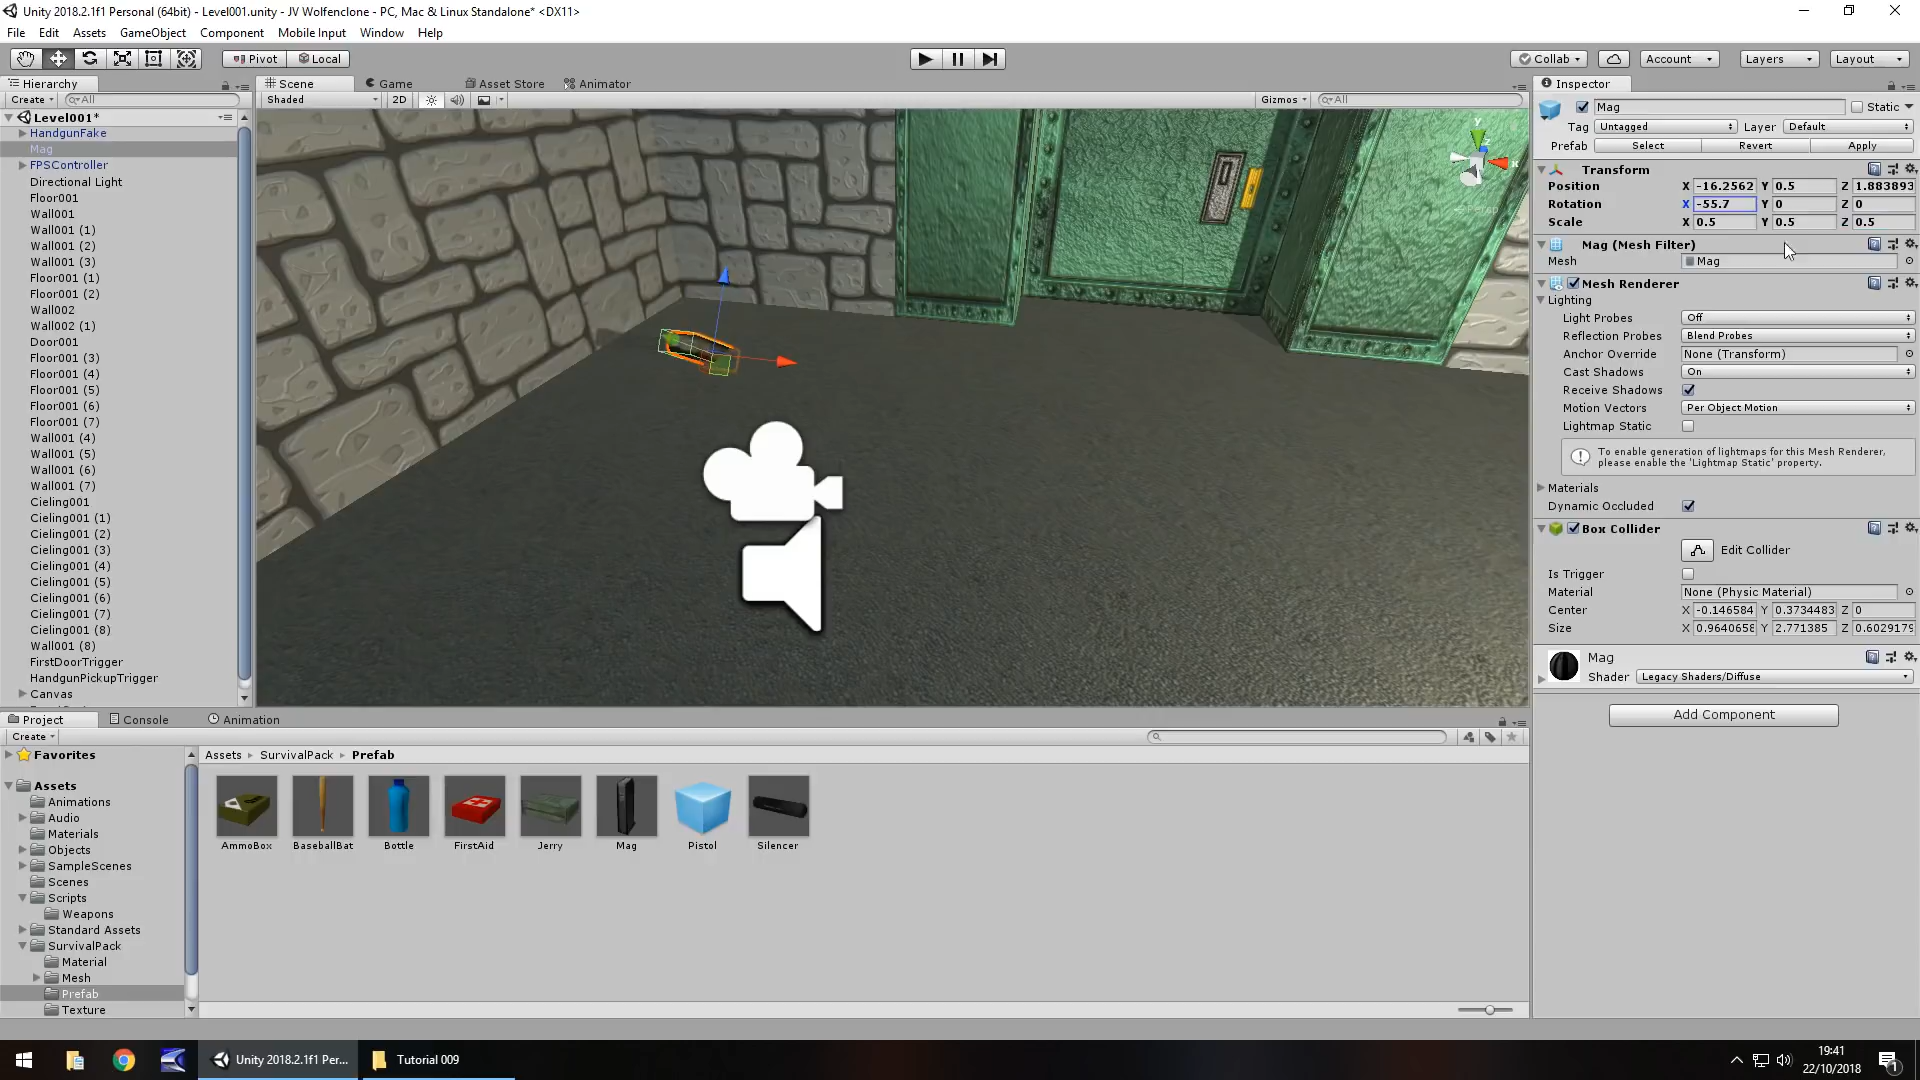 Unity 2018.2.1f1 Personal (64bit) - Level001.unity - JV Wolfenclone - PC, Mac & Linux Standalone* <DX11>
File Edit Assets GameObject Component Mobile Input Window Help
Pivot Local Collab Account Layers Layout
Hierarchy Scene Game Asset Store Animator Inspector
Create All Shaded 2D Gizmos All
Level001*
HandgunFake
Mag
FPSController
Directional Light
Floor001
Wall001
Wall001 (1)
Wall001 (2)
Wall001 (3)
Floor001 (1)
Floor001 (2)
Wall002
Wall002 (1)
Door001
Floor001 (3)
Floor001 (4)
Floor001 (5)
Floor001 (6)
Floor001 (7)
Wall001 (4)
Wall001 (5)
Wall001 (6)
Wall001 (7)
Cieling001
Cieling001 (1)
Cieling001 (2)
Cieling001 (3)
Cieling001 (4)
Cieling001 (5)
Cieling001 (6)
Cieling001 (7)
Cieling001 (8)
Wall001 (8)
FirstDoorTrigger
HandgunPickupTrigger
Canvas
Y
X
Persp
Mag Static
Tag Untagged Layer Default
Prefab Select Revert Apply
Transform
Position X -16.2562 Y 0.5 Z 1.883893
Rotation X -55.7 Y 0 Z 0
Scale X 0.5 Y 0.5 Z 0.5
Mag (Mesh Filter)
Mesh Mag
Mesh Renderer
Lighting
Light Probes Off
Reflection Probes Blend Probes
Anchor Override None (Transform)
Cast Shadows On
Receive Shadows
Motion Vectors Per Object Motion
Lightmap Static
To enable generation of lightmaps for this Mesh Renderer,
please enable the 'Lightmap Static' property.
Materials
Dynamic Occluded
Box Collider
Edit Collider
Is Trigger
Material None (Physic Material)
Center X -0.146584 Y 0.3734483 Z 0
Size X 0.9640658 Y 2.771385 Z 0.6029179
Mag
Shader Legacy Shaders/Diffuse
Add Component
Project Console Animation
Create
Favorites
Assets
Animations
Audio
Materials
Objects
SampleScenes
Scenes
Scripts
Weapons
Standard Assets
SurvivalPack
Material
Mesh
Prefab
Texture
Assets SurvivalPack Prefab
AmmoBox BaseballBat Bottle FirstAid Jerry Mag Pistol Silencer
Unity 2018.2.1f1 Per... Tutorial 009
19:41
22/10/2018
1